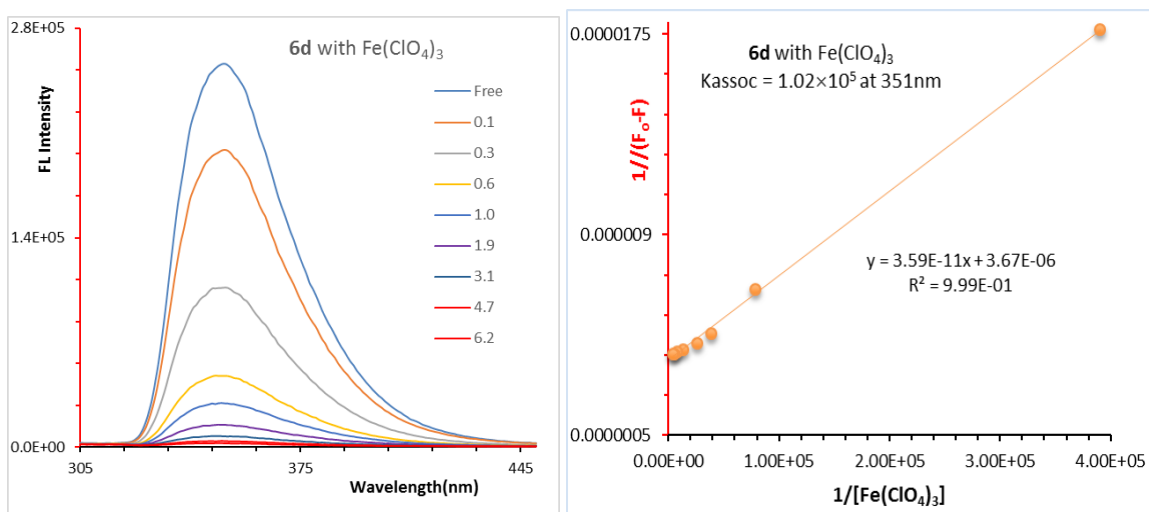 2.8E+05
1.4E+05
0.0E+00
FL Intensity
6d with Fe(ClO4)3
Free
0.1
0.3
0.6
1.0
1.9
3.1
4.7
6.2
305
375
445
Wavelength(nm)
0.0000175
0.000009
0.0000005
1//(Fo-F)
6d with Fe(ClO4)3
Kassoc = 1.02×10⁵ at 351nm
y = 3.59E-11x + 3.67E-06
R² = 9.99E-01
0.00E+00
1.00E+05
2.00E+05
3.00E+05
4.00E+05
1/[Fe(ClO4)3]